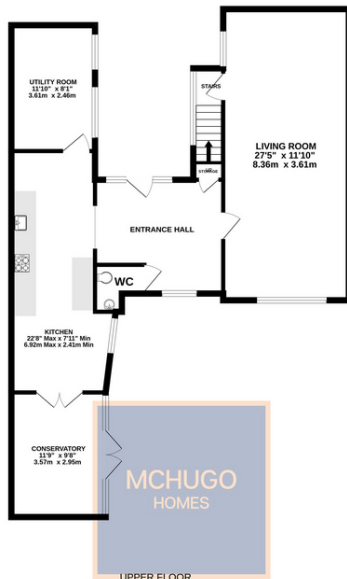 UTILITY ROOM
11'10" x 8'1"
3.61m x 2.46m
STAIRS
STORAGE
LIVING ROOM
27'5" x 11'10"
8.36m x 3.61m
ENTRANCE HALL
WC
KITCHEN
22'8" Max x 7'11" Min
6.92m Max x 2.41m Min
CONSERVATORY
11'9" x 9'8"
3.57m x 2.95m
MCHUGO
HOMES
UPPER FLOOR